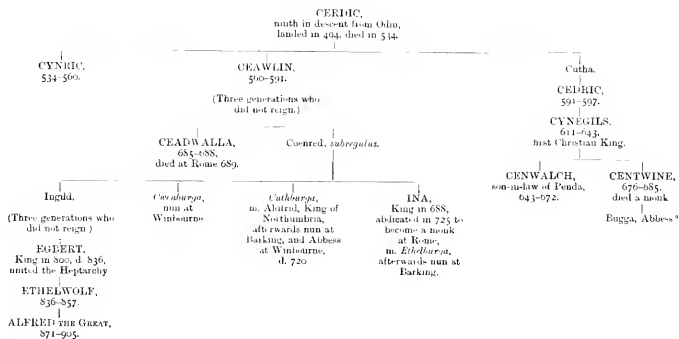 CERDIC,
ninth in descent from Odin,
landed in 494, died in 534.
CYNRIC,
534-560.
CEAWLIN,
560-591.
(Three generations who
did not reign.)
Cutha.
CEDRIC,
591-597.
CYNEGILS,
611-643,
first Christian King.
CEADWALLA,
685-688,
died at Rome 689.
Coenred, subregulus.
CENWALCH,
son-in-law of Penda,
643-672.
CENTWINE,
676-685.
died a monk
Bugga, Abbess
Ingild.
(Three generations who
did not reign )
EGBERT,
King in 800, d. 836,
united the Heptarchy
ETHELWOLF,
836-857.
ALFRED THE GREAT,
871-905.
Cwenburga,
nun at
Winbourne
Cuthburga,
m. Aldfrid, King of
Northumbria,
afterwards nun at
Barking, and Abbess
at Winbourne,
d. 720
INA,
King in 688,
abdicated in 725 to
become a monk
at Rome,
m. Ethelburga,
afterwards nun at
Barking.